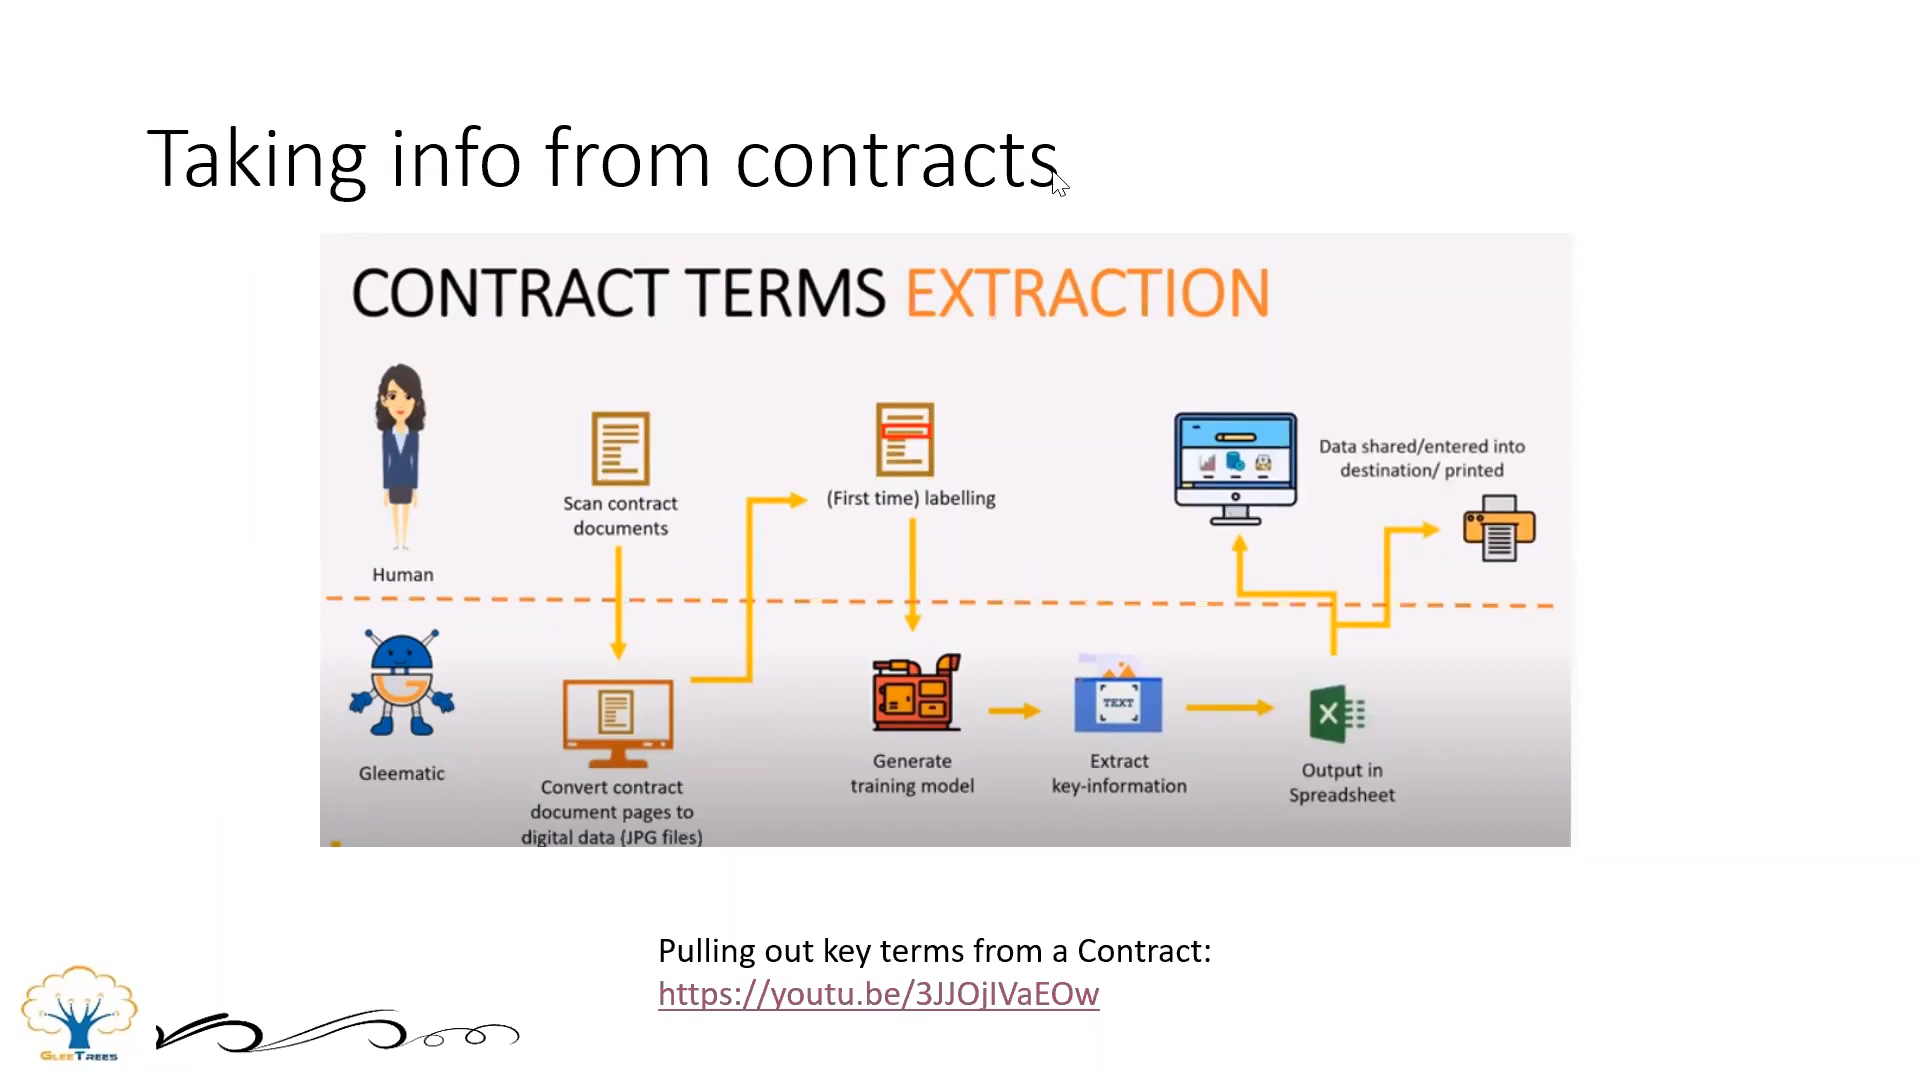 Taking info from contracts
CONTRACT TERMS EXTRACTION
Scan contract
documents
(First time) labelling
Data shared/entered into
destination/ printed
Human
TEXT
X
Gleematic
Convert contract
document pages to
digital data (JPG files)
Generate
training model
Extract
key-information
Output in
Spreadsheet
Pulling out key terms from a Contract:
https://youtu.be/3JJOjIVaEOw
GLEETREES